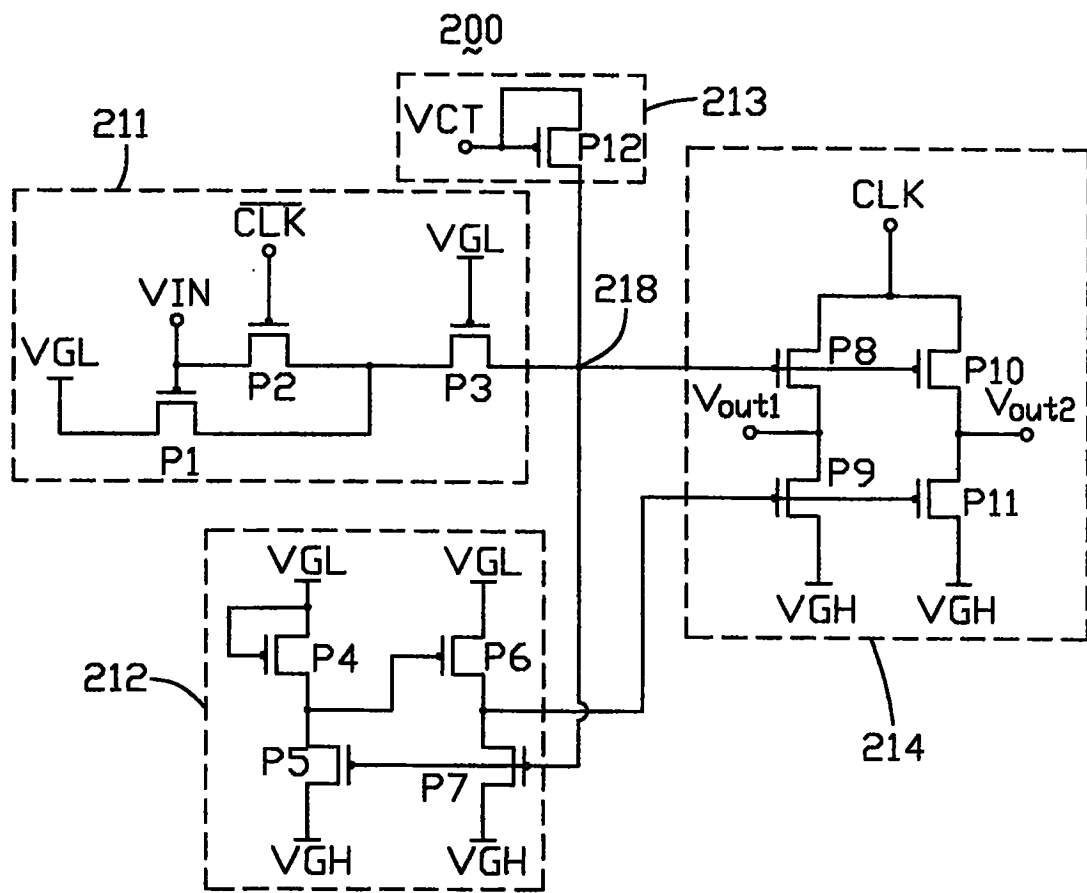 200
213
VCT
P12
211
CLK
CLK
VGL
VIN
218
VGL
P8
P2
P3
P10
Vout1
Vout2
P1
P9
P11
VGL
VGL
VGH
VGH
P4
P6
212
214
P5
P7
VGH
VGH